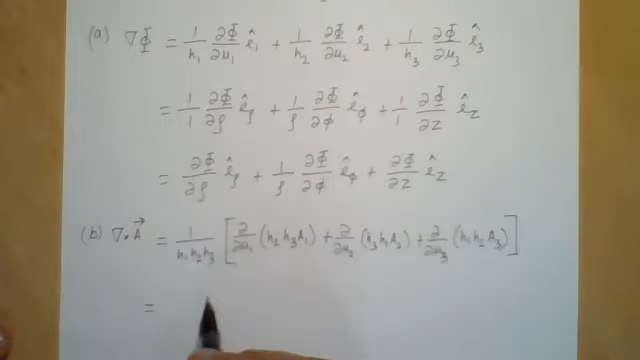 (a) ∇Φ = 1/h₁ ∂Φ/∂u₁ ê₁ + 1/h₂ ∂Φ/∂u₂ ê₂ + 1/h₃ ∂Φ/∂u₃ ê₃
= 1/1 ∂Φ/∂ρ ê_ρ + 1/ρ ∂Φ/∂ϕ ê_ϕ + 1/1 ∂Φ/∂z ê_z
= ∂Φ/∂ρ ê_ρ + 1/ρ ∂Φ/∂ϕ ê_ϕ + ∂Φ/∂z ê_z
(b) ∇·A⃗ = 1/(h₁h₂h₃) [∂/∂u₁ (h₂h₃A₁) + ∂/∂u₂ (h₃h₁A₂) + ∂/∂u₃ (h₁h₂A₃)]
=